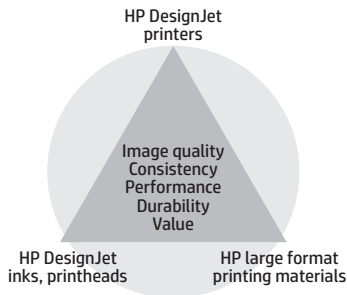 HP DesignJet
printers
Image quality
Consistency
Performance
Durability
Value
HP DesignJet
inks, printheads
HP large format
printing materials